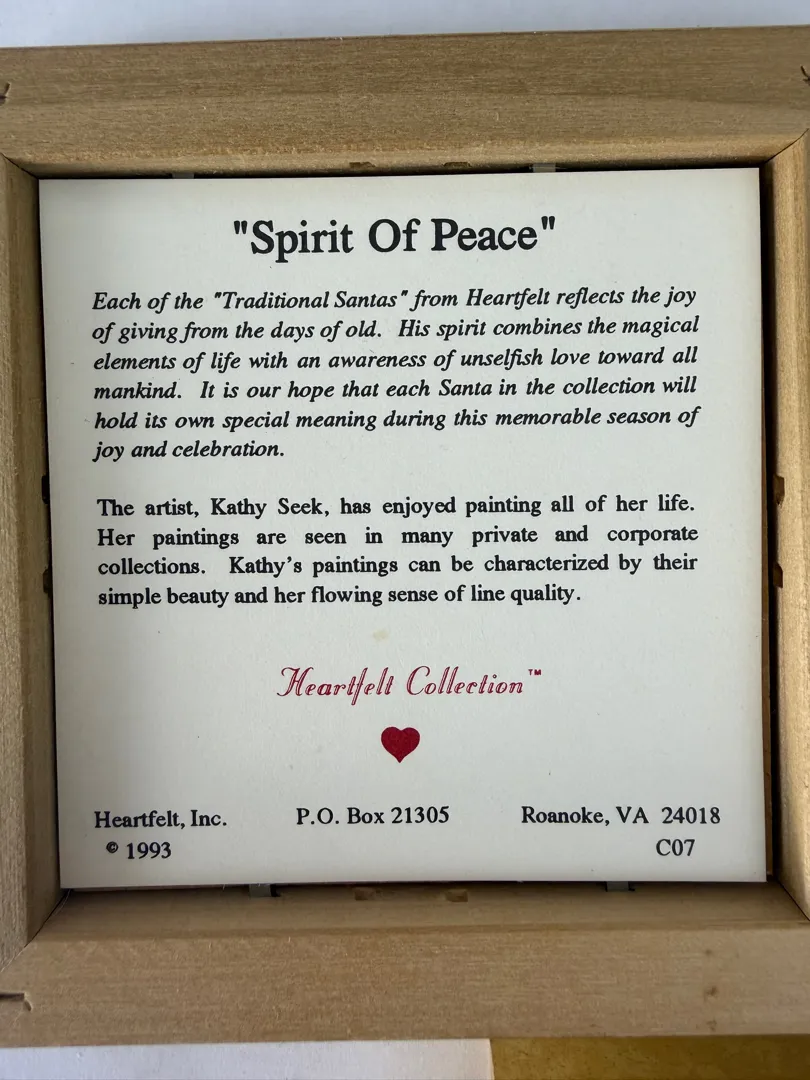 "Spirit Of Peace"
Each of the "Traditional Santas" from Heartfelt reflects the joy
of giving from the days of old. His spirit combines the magical
elements of life with an awareness of unselfish love toward all
mankind. It is our hope that each Santa in the collection will
hold its own special meaning during this memorable season of
joy and celebration.
The artist, Kathy Seek, has enjoyed painting all of her life.
Her paintings are seen in many private and corporate
collections. Kathy's paintings can be characterized by their
simple beauty and her flowing sense of line quality.
Heartfelt Collection™
Heartfelt, Inc. P.O. Box 21305 Roanoke, VA 24018
© 1993 C07